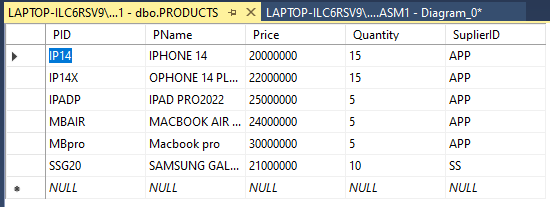 LAPTOP-ILC6RSV9\...1 - dbo.PRODUCTS LAPTOP-ILC6RSV9\....ASM1 - Diagram_0*
PID PName Price Quantity SuplierID
IP14 IPHONE 14 20000000 15 APP
IP14X OPHONE 14 PL... 22000000 15 APP
IPADP IPAD PRO2022 25000000 5 APP
MBAIR MACBOOK AIR ... 24000000 5 APP
MBpro Macbook pro 30000000 5 APP
SSG20 SAMSUNG GAL... 21000000 10 SS
NULL NULL NULL NULL NULL